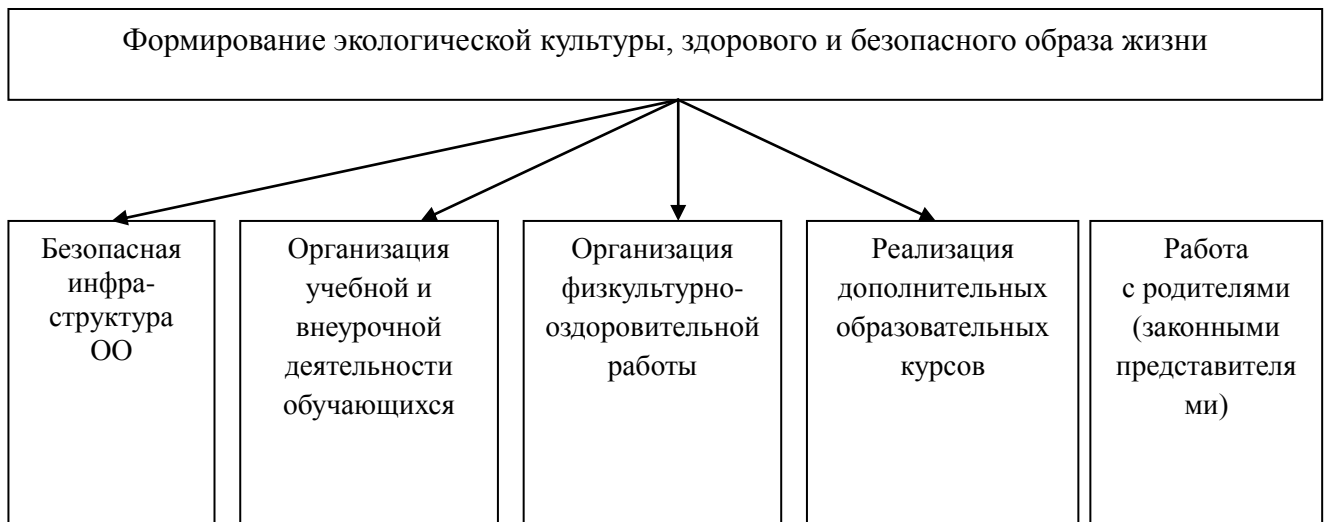 Формирование экологической культуры, здорового и безопасного образа жизни
Безопасная
инфра-
структура
ОО
Организация
учебной и
внеурочной
деятельности
обучающихся
Организация
физкультурно-
оздоровительной
работы
Реализация
дополнительных
образовательных
курсов
Работа
с родителями
(законными
представителя
ми)